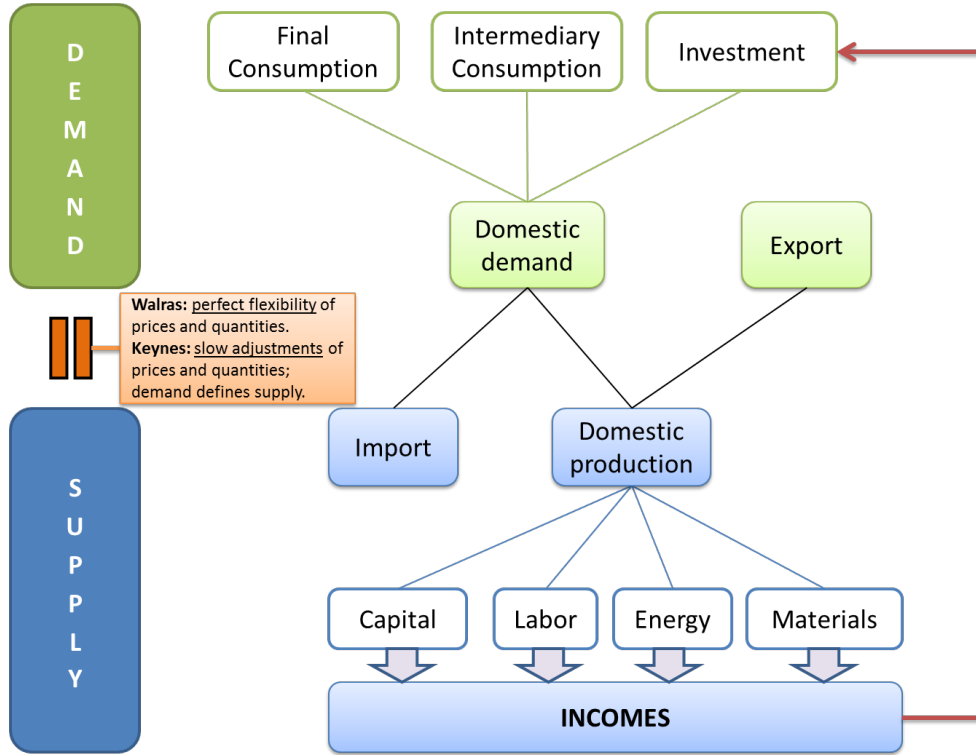 D
E
M
A
N
D
Final
Consumption
Intermediary
Consumption
Investment
Domestic
demand
Export
Walras: perfect flexibility of
prices and quantities.
Keynes: slow adjustments of
prices and quantities;
demand defines supply.
S
U
P
P
L
Y
Import
Domestic
production
Capital
Labor
Energy
Materials
INCOMES